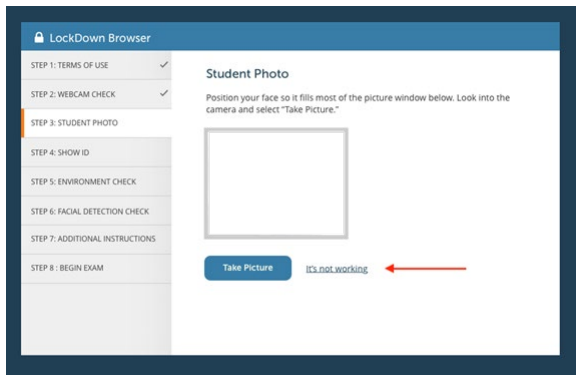 LockDown Browser
STEP 1: TERMS OF USE
STEP 2: WEBCAM CHECK
STEP 3: STUDENT PHOTO
STEP 4: SHOW ID
STEP 5: ENVIRONMENT CHECK
STEP 6: FACIAL DETECTION CHECK
STEP 7: ADDITIONAL INSTRUCTIONS
STEP 8 : BEGIN EXAM
Student Photo
Position your face so it fills most of the picture window below. Look into the
camera and select "Take Picture."
Take Picture
It's not working